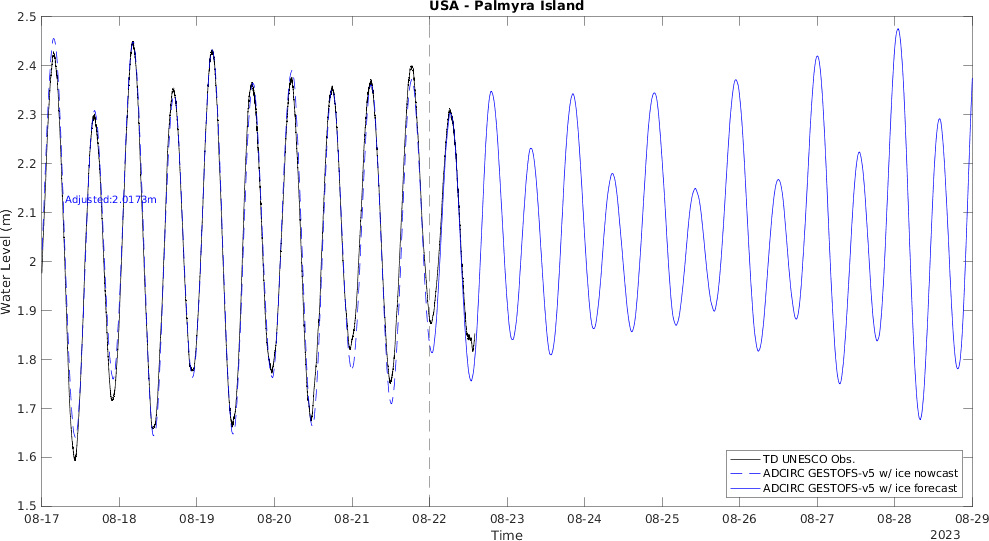 USA - Palmyra Island
2.5
2.4
2.3
2.2
2.1
2
1.9
1.8
1.7
1.6
1.5
Water Level (m)
Adjusted:2.0173m
TD UNESCO Obs.
ADCIRC GESTOFS-v5 w/ ice nowcast
ADCIRC GESTOFS-v5 w/ ice forecast
08-17 08-18 08-19 08-20 08-21 08-22 08-23 08-24 08-25 08-26 08-27 08-28 08-29
Time
2023